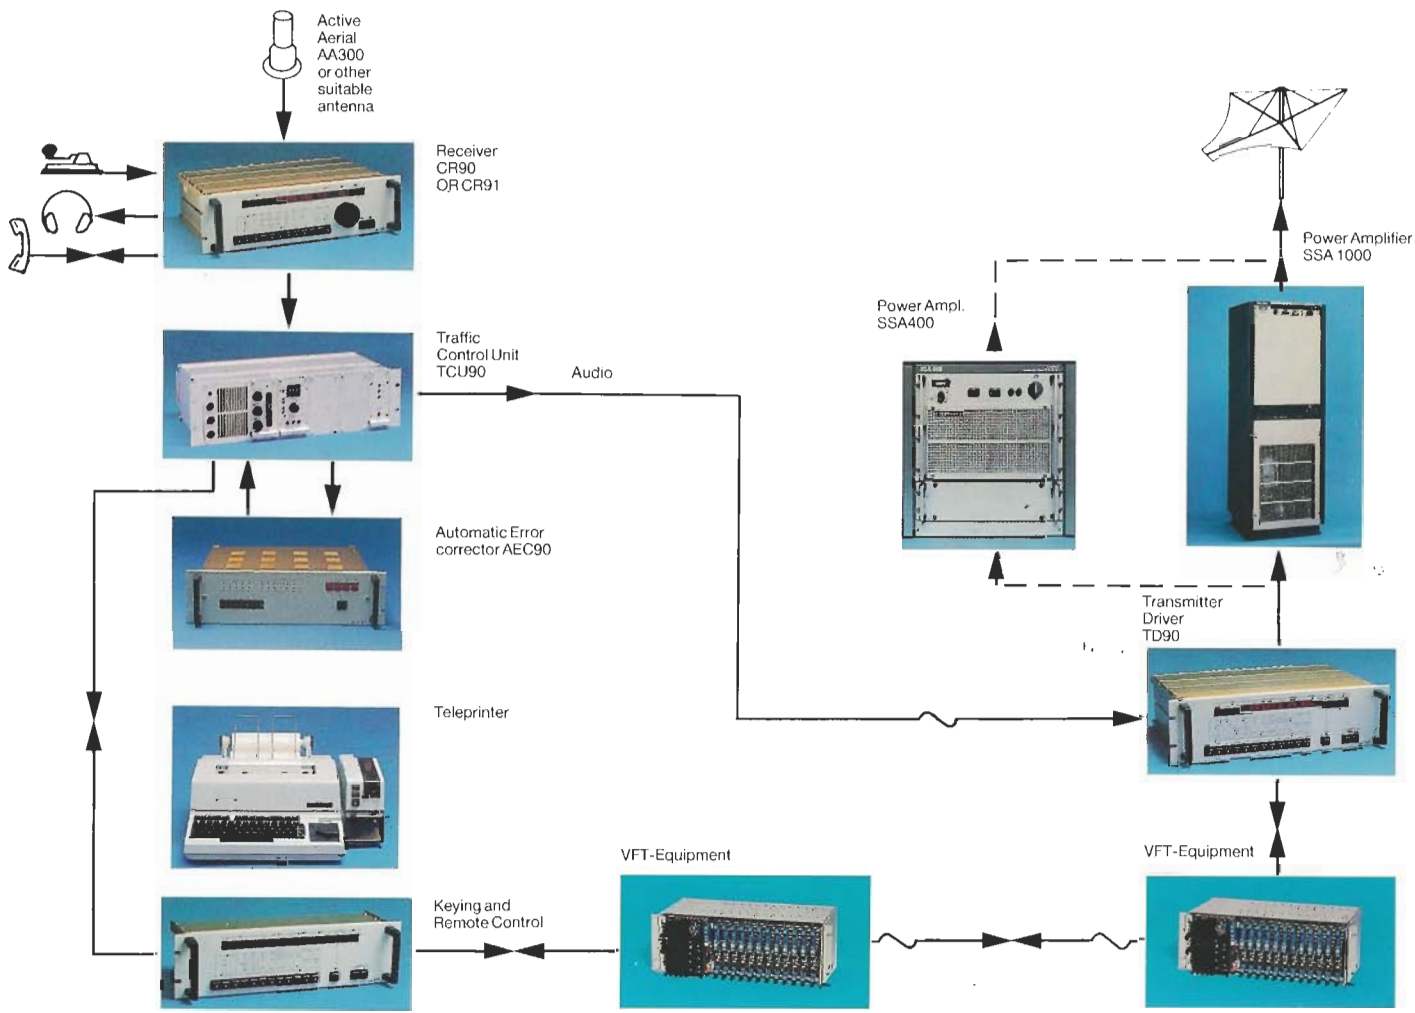 Active
Aerial
AA300
or other
suitable
antenna
Receiver
CR90
OR CR91
Power Amplifier
SSA 1000
Power Ampl.
SSA400
Traffic
Control Unit
TCU90
Audio
Automatic Error
corrector AEC90
Transmitter
Driver
TD90
Teleprinter
VFT-Equipment
VFT-Equipment
Keying and
Remote Control